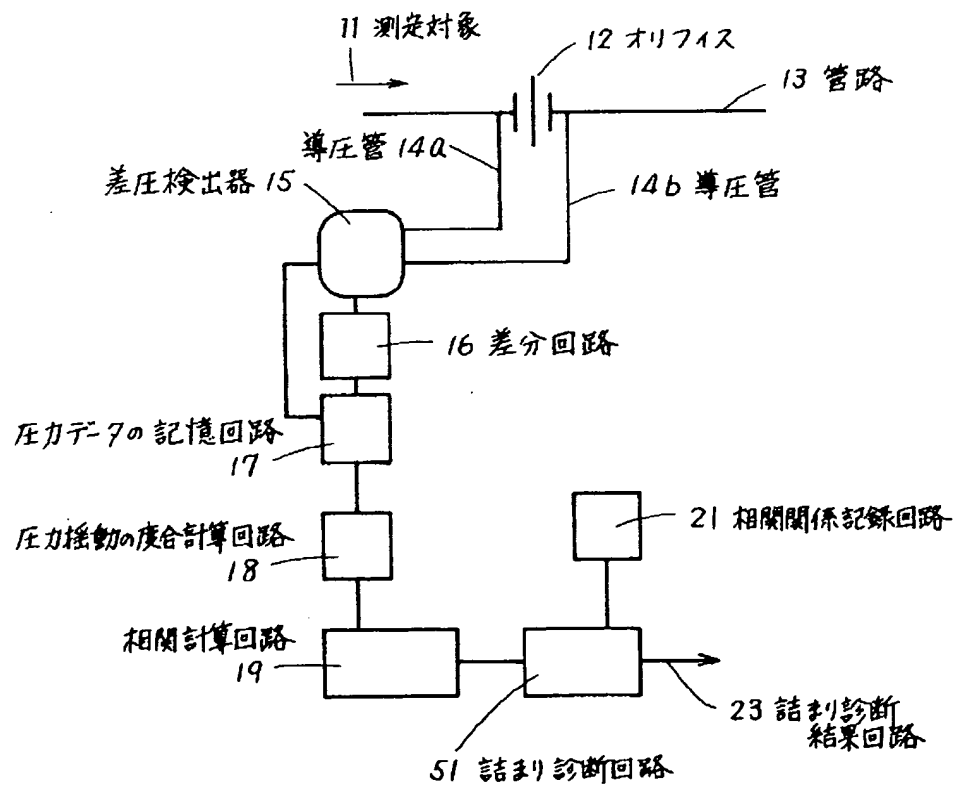 11 測定対象
12 オリフィス
13 管路
導圧管 14a
差圧検出器 15
14b 導圧管
16 差分回路
圧力データの記憶回路
17
21 相関関係記録回路
圧力揺動の度合計算回路
18
相関計算回路
19
23 詰まり診断
結果回路
51 詰まり診断回路